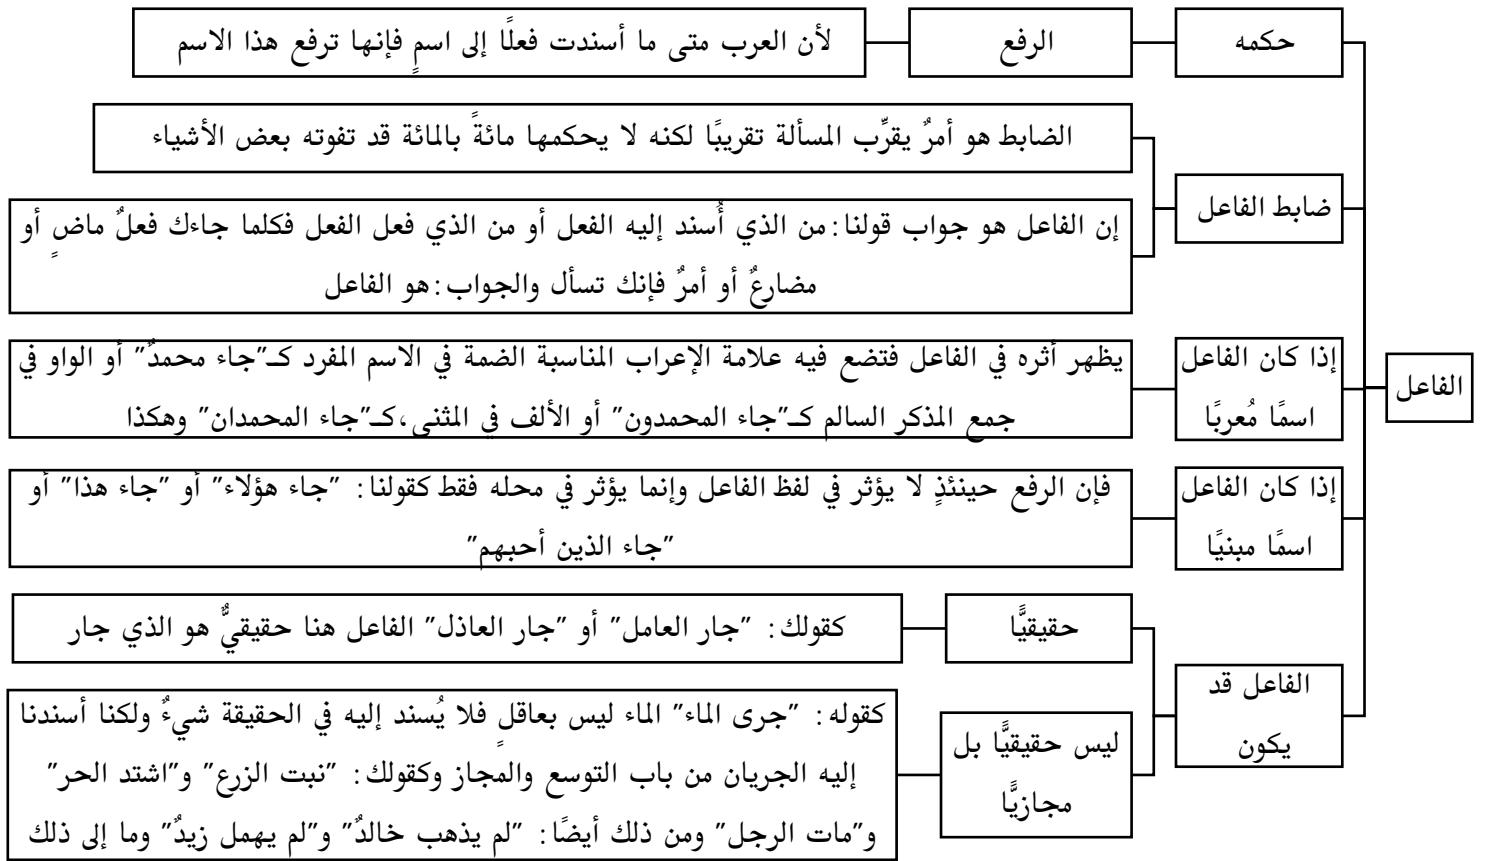 الفاعل
حكمه
الرفع
لأن العرب متى ما أسندت فعلًا إلى اسمٍ فإنها ترفع هذا الاسم
ضابط الفاعل
الضابط هو أمرٌ يقرِّب المسألة تقريبًا لكنه لا يحكمها مائةً بالمائة قد تفوته بعض الأشياء
إن الفاعل هو جواب قولنا: من الذي أُسند إليه الفعل أو من الذي فعل الفعل فكلما جاءك فعلٌ ماضٍ أو
مضارعٌ أو أمرٌ فإنك تسأل والجواب: هو الفاعل
إذا كان الفاعل
اسمًا مُعربًا
يظهر أثره في الفاعل فتضع فيه علامة الإعراب المناسبة الضمة في الاسم المفرد كـ"جاء محمدٌ" أو الواو في
جمع المذكر السالم كـ"جاء المحمدون" أو الألف في المثنى، كـ"جاء المحمدان" وهكذا
إذا كان الفاعل
اسمًا مبنيًا
فإن الرفع حينئذٍ لا يؤثر في لفظ الفاعل وإنما يؤثر في محله فقط كقولنا: "جاء هؤلاء" أو "جاء هذا" أو
"جاء الذين أحبهم"
الفاعل قد
يكون
حقيقيًّا
كقولك: "جار العامل" أو "جار العاذل" الفاعل هنا حقيقيٌّ هو الذي جار
ليس حقيقيًّا بل
مجازيًّا
كقوله: "جرى الماء" الماء ليس بعاقلٍ فلا يُسند إليه في الحقيقة شيءٌ ولكنا أسندنا
إليه الجريان من باب التوسع والمجاز وكقولك: "نبت الزرع" و"اشتد الحر"
و"مات الرجل" ومن ذلك أيضًا: "لم يذهب خالدٌ" و"لم يهمل زيدٌ" وما إلى ذلك